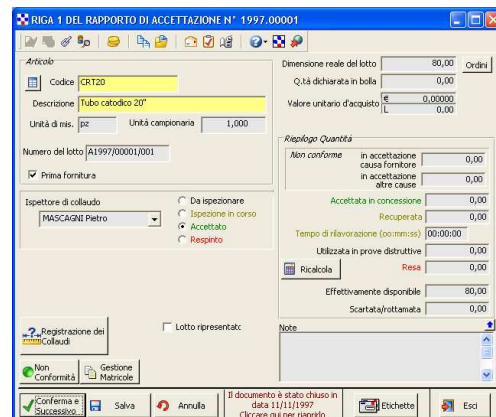 RIGA 1 DEL RAPPORTO DI ACCETTAZIONE N° 1997.00001
Articolo
Codice CRT20
Descrizione Tubo catodico 20"
Unità di mis. pz Unità campionaria 1,000
Numero del lotto A1997/00001/001
Prima fornitura
Dimensione reale del lotto 80,00 Ordini
Q.tà dichiarata in bolla 0,00
Valore unitario d'acquisto € 0,00000
L 0.00
Ispettore di collaudo
MASCAGNI Pietro
Da ispezionare
Ispezione in corso
Accettato
Respinto
Riepilogo Quantità
Non conforme in accettazione causa fornitore 0,00
in accettazione altre cause 0,00
Accettata in concessione 0,00
Recuperata 0,00
Tempo di rilavorazione (oo:mm:ss) 00:00:00
Utilizzata in prove distruttive 0,00
Ricalcola Resa 0,00
Effettivamente disponibile 80,00
Scartata/rottamata 0,00
Registrazione dei Collaudi
Lotto ripresentato
Note
Non Conformità
Gestione Matricole
Conferma e Successivo
Salva
Annulla
Il documento è stato chiuso in data 11/11/1997
Cliccare qui per riaprirlo
Etichette
Esci